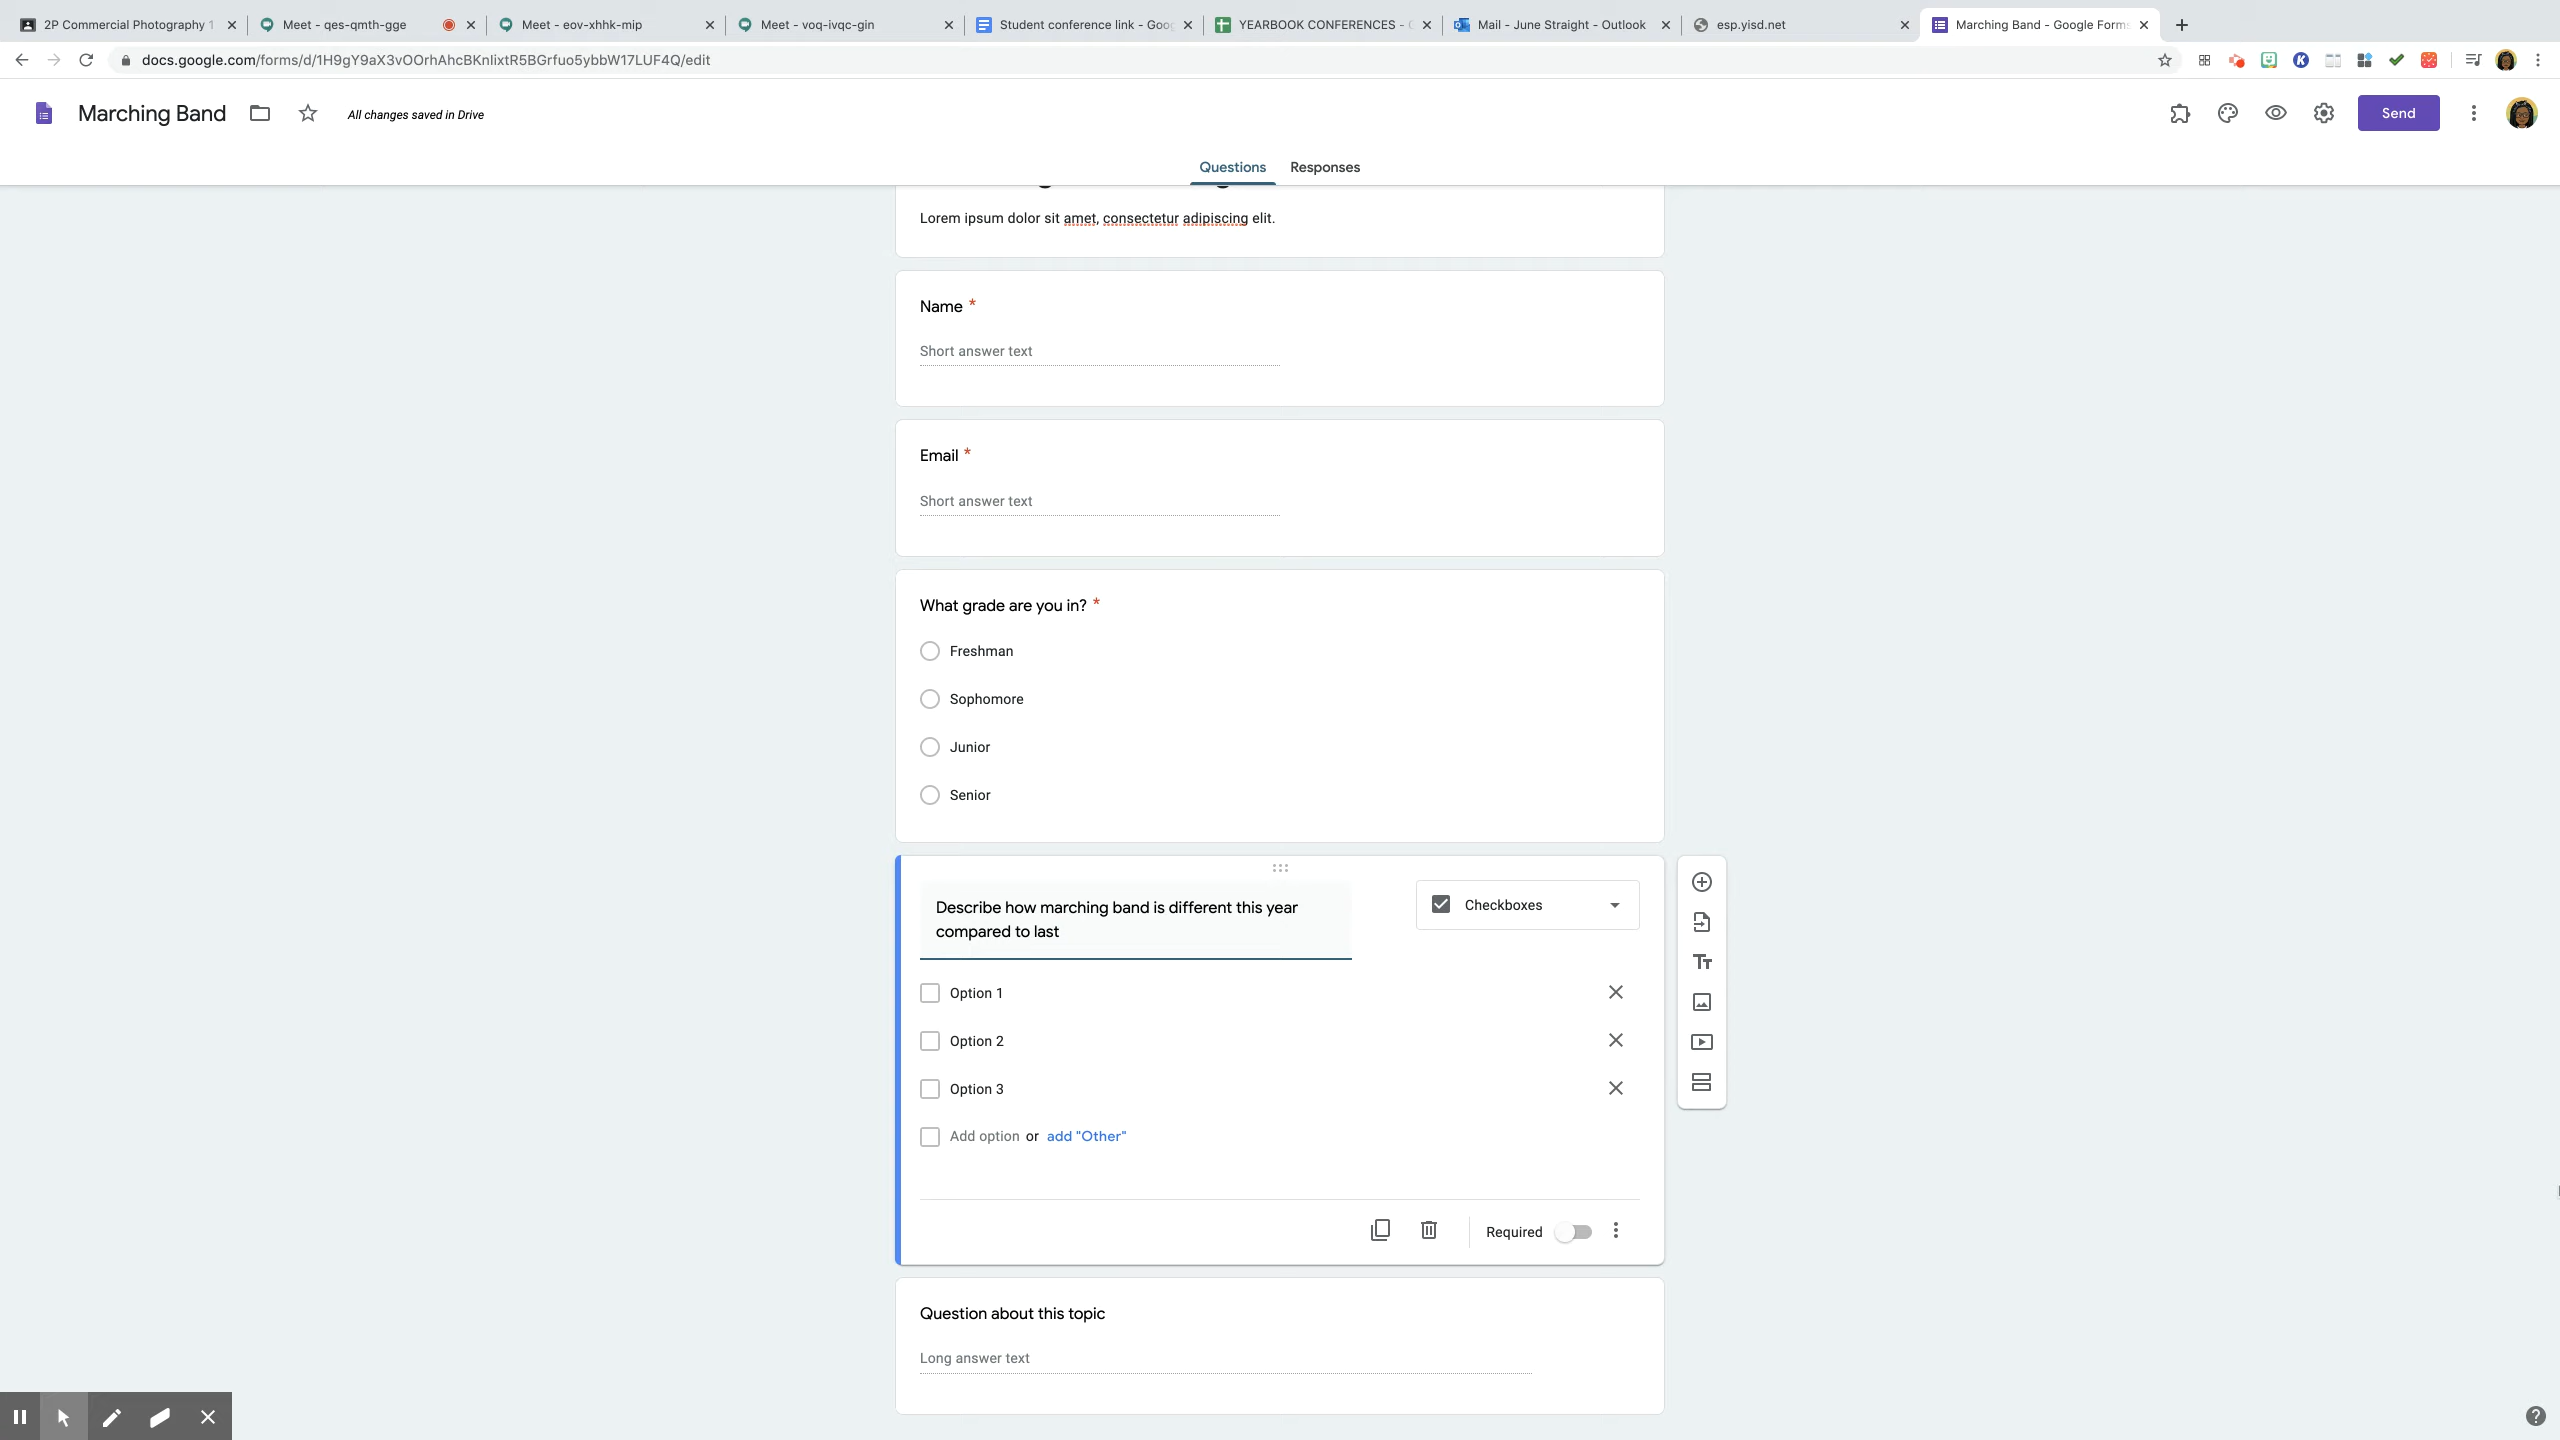 2P Commercial Photography 1
Meet - qes-qmth-gge
Meet - eov-xhhk-mip
Meet - voq-ivqc-gin
Student conference link - Goo
YEARBOOK CONFERENCES -
Mail - June Straight - Outlook
esp.yisd.net
Marching Band - Google Forms
docs.google.com/forms/d/1H9gY9aX3vOOrhAhcBKnlixtR5BGrfuo5ybbW17LUF4Q/edit
Marching Band
All changes saved in Drive
Send
Questions
Responses
Lorem ipsum dolor sit amet, consectetur adipiscing elit.
Name *
Short answer text
Email *
Short answer text
What grade are you in? *
Freshman
Sophomore
Junior
Senior
Describe how marching band is different this year
compared to last
Checkboxes
Option 1
Option 2
Option 3
Add option or add "Other"
Required
Question about this topic
Long answer text